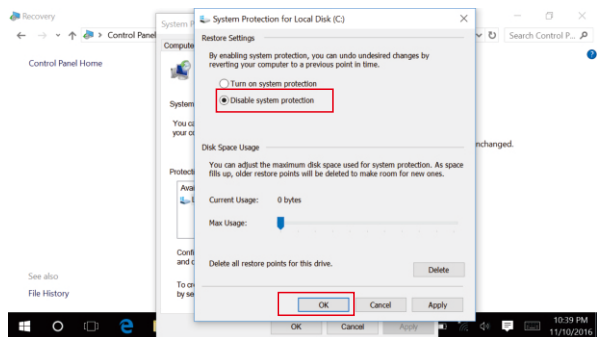 Recovery
Control Panel
Search Control P...
Control Panel Home
See also
File History
System P
Compute
System
You ca
your co
Protect
Avai
Confi
and d
To cre
by se
OK Cancel Apply
nchanged.
System Protection for Local Disk (C:)
Restore Settings
By enabling system protection, you can undo undesired changes by
reverting your computer to a previous point in time.
Turn on system protection
Disable system protection
Disk Space Usage
You can adjust the maximum disk space used for system protection. As space
fills up, older restore points will be deleted to make room for new ones.
Current Usage: 0 bytes
Max Usage:
Delete all restore points for this drive.
Delete
OK Cancel Apply
10:39 PM
11/10/2016